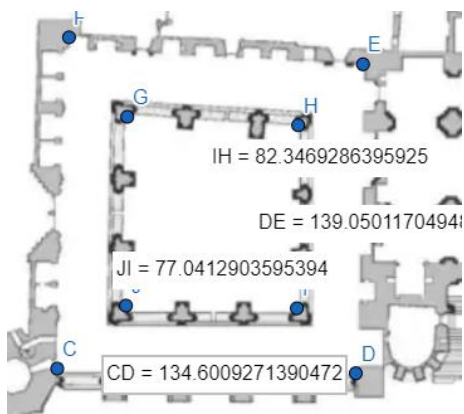 F
E
G
H
IH = 82.3469286395925
DE = 139.0501170494
JI = 77.0412903595394
C
D
CD = 134.6009271390472